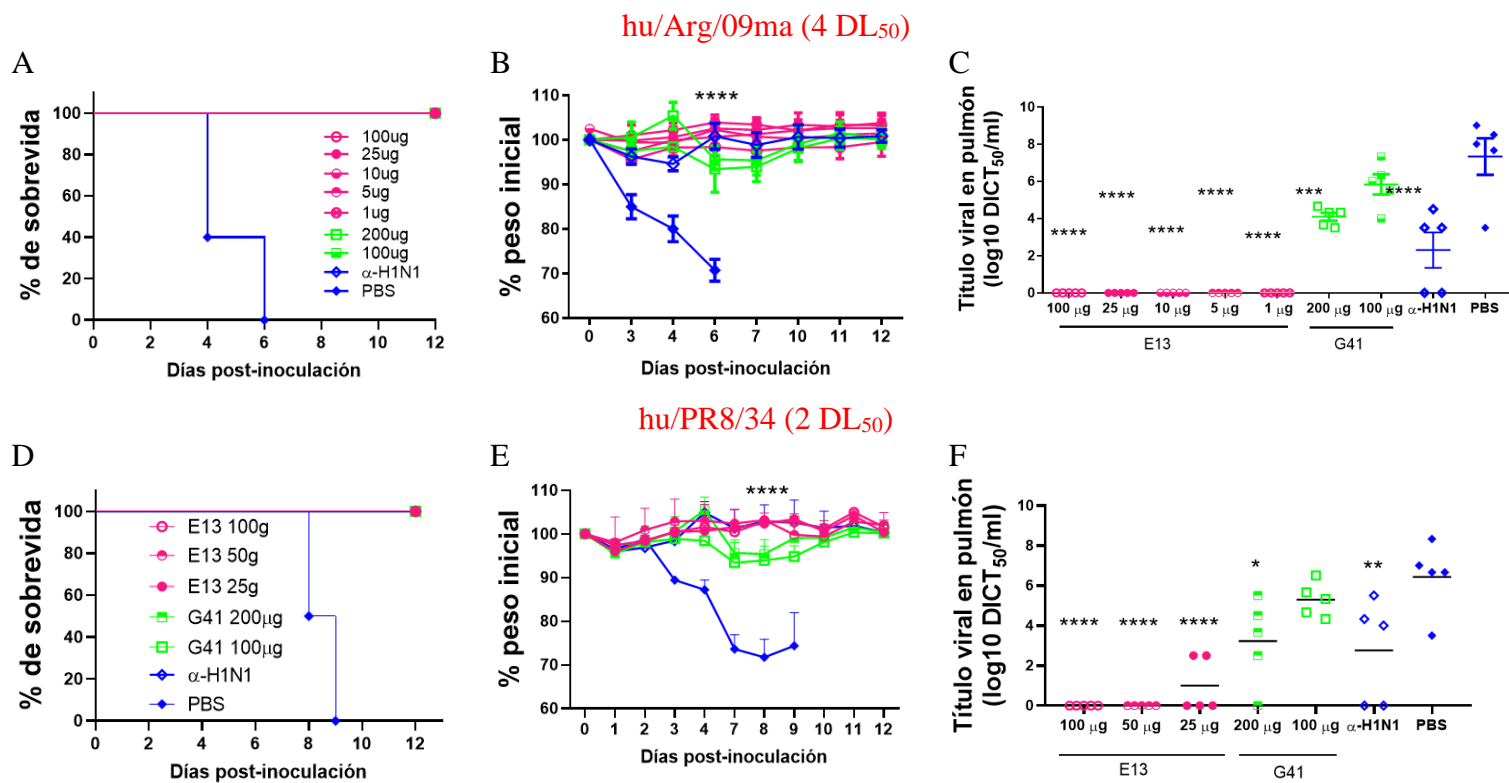 hu/Arg/09ma (4 DL50)
A
% de sobrevida
100
80
60
40
20
0
0 2 4 6 8 10 12
Días post-inoculación
100ug
25ug
10ug
5ug
1ug
200ug
100ug
α-H1N1
PBS
B
% peso inicial
110
100
90
80
70
60
****
0 3 4 6 7 10 11 12
Días post-inoculación
C
Título viral en pulmón
(log10 DICT50/ml)
10
8
6
4
2
0
**** **** **** **** **** *** ****
100 µg 25 µg 10 µg 5 µg 1 µg 200 µg 100 µg α-H1N1 PBS
E13 G41
hu/PR8/34 (2 DL50)
D
% de sobrevida
100
80
60
40
20
0
0 2 4 6 8 10 12
Días post-inoculación
E13 100g
E13 50g
E13 25g
G41 200µg
G41 100µg
α-H1N1
PBS
E
% peso inicial
110
100
90
80
70
60
****
0 1 2 3 4 7 8 9 10 11 12
Días post-inoculación
F
Título viral en pulmón
(log10 DICT50/ml)
10
8
6
4
2
0
**** **** **** * **
100 µg 50 µg 25 µg 200 µg 100 µg α-H1N1 PBS
E13 G41